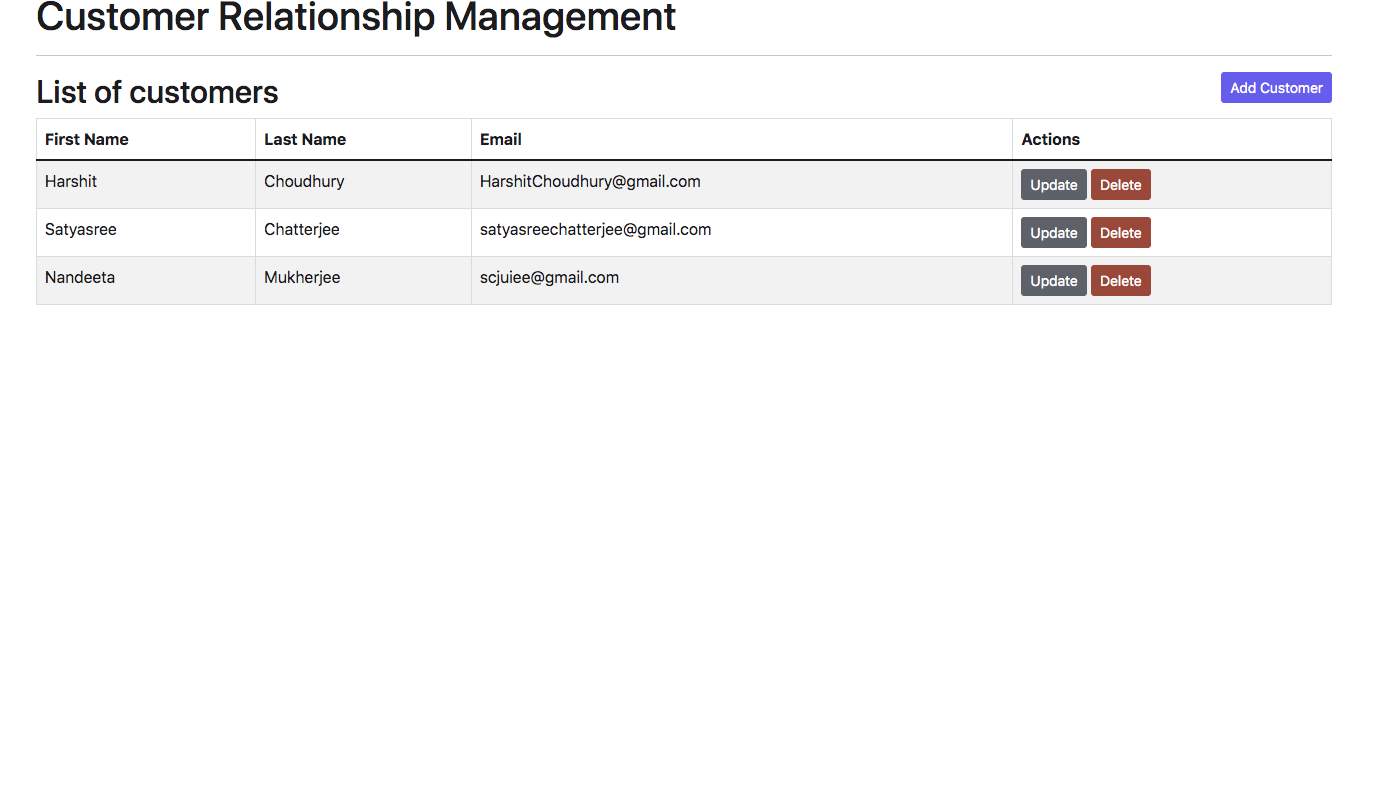 Customer Relationship Management
List of customers
Add Customer
First Name Last Name Email Actions
Harshit Choudhury HarshitChoudhury@gmail.com Update Delete
Satyasree Chatterjee satyasreechatterjee@gmail.com Update Delete
Nandeeta Mukherjee scjuiee@gmail.com Update Delete